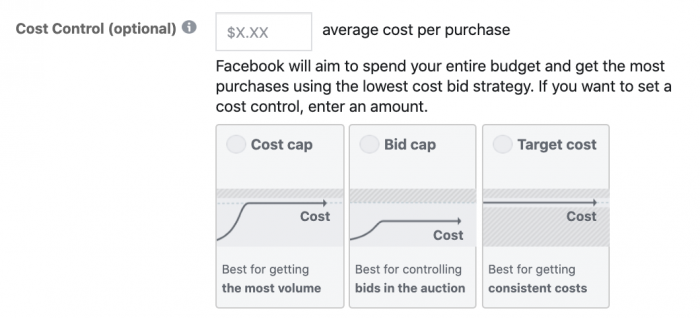 Cost Control (optional) $X.XX average cost per purchase
Facebook will aim to spend your entire budget and get the most
purchases using the lowest cost bid strategy. If you want to set a
cost control, enter an amount.
Cost cap
Cost
Best for getting
the most volume
Bid cap
Cost
Best for controlling
bids in the auction
Target cost
Cost
Best for getting
consistent costs